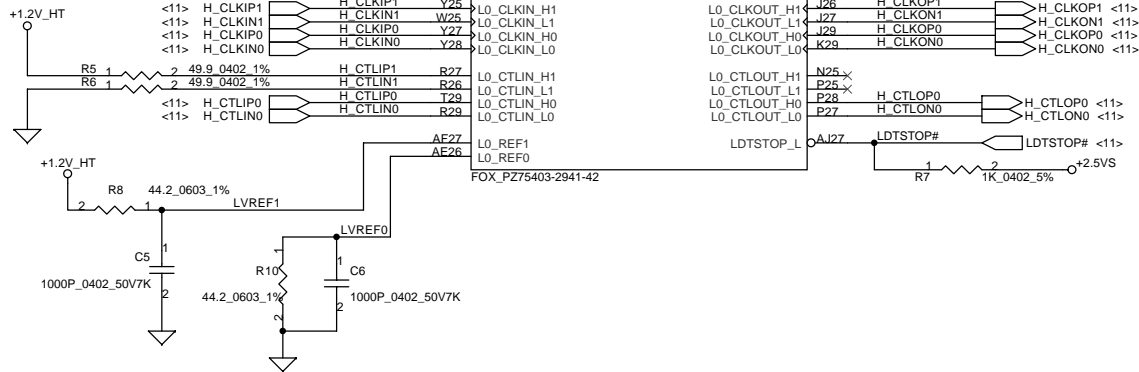 <11> H_CLKIP1 H_CLKIP1 Y25 L0_CLKIN_H1 L0_CLKOUT_H1 J26 H_CLKOP1 H_CLKOP1 <11>
<11> H_CLKIN1 H_CLKIN1 W25 L0_CLKIN_L1 L0_CLKOUT_L1 J27 H_CLKON1 H_CLKON1 <11>
<11> H_CLKIP0 H_CLKIP0 Y27 L0_CLKIN_H0 L0_CLKOUT_H0 J29 H_CLKOP0 H_CLKOP0 <11>
<11> H_CLKIN0 H_CLKIN0 Y28 L0_CLKIN_L0 L0_CLKOUT_L0 K29 H_CLKON0 H_CLKON0 <11>
+1.2V_HT
R5 1 2 49.9_0402_1% H_CTLIP1 R27 L0_CTLIN_H1 L0_CTLOUT_H1 N25
R6 1 2 49.9_0402_1% H_CTLIN1 R26 L0_CTLIN_L1 L0_CTLOUT_L1 P25
<11> H_CTLIP0 H_CTLIP0 T29 L0_CTLIN_H0 L0_CTLOUT_H0 P28 H_CTLOP0 H_CTLOP0 <11>
<11> H_CTLIN0 H_CTLIN0 R29 L0_CTLIN_L0 L0_CTLOUT_L0 P27 H_CTLON0 H_CTLON0 <11>
AF27 L0_REF1 LDTSTOP_L AJ27 LDTSTOP# LDTSTOP# <11>
AE26 L0_REF0
FOX_PZ75403-2941-42
R7 1 2 1K_0402_5% +2.5VS
+1.2V_HT
R8 44.2_0603_1%
2 1 LVREF1
LVREF0
C5 1 2
1000P_0402_50V7K
R10 1 2
44.2_0603_1%
C6 1 2
1000P_0402_50V7K